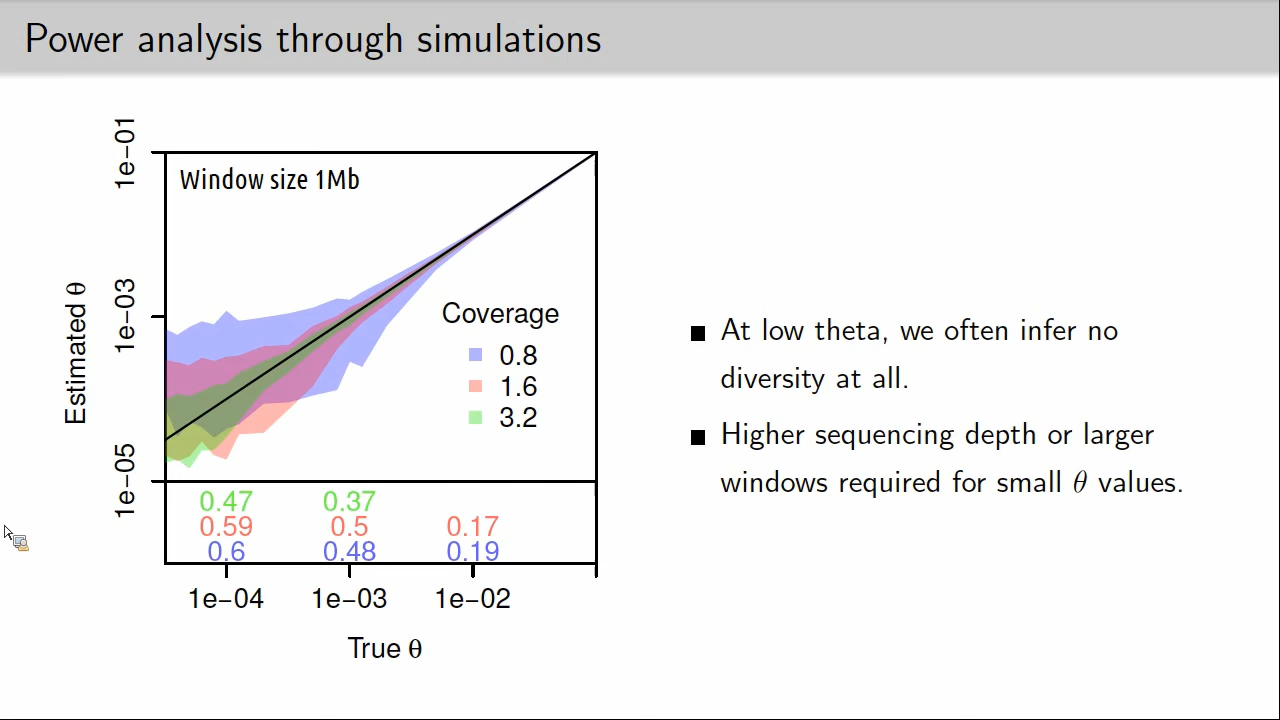 Power analysis through simulations
1e−01
1e−03
1e−05
Estimated θ
Window size 1Mb
Coverage
0.8
1.6
3.2
0.47 0.37
0.59 0.5 0.17
0.6 0.48 0.19
1e−04 1e−03 1e−02
True θ
At low theta, we often infer no
diversity at all.
Higher sequencing depth or larger
windows required for small θ values.